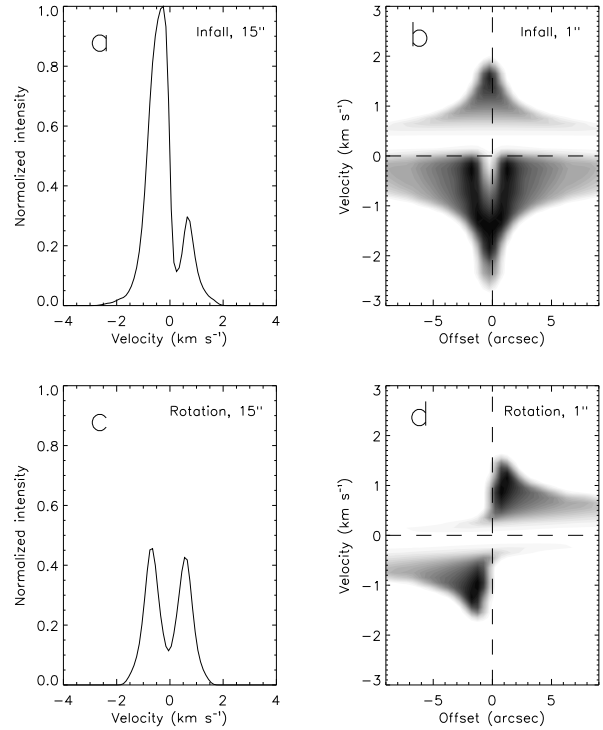 a
Infall, 15"
1.0
0.8
0.6
0.4
0.2
0.0
Normalized intensity
−4 −2 0 2 4
Velocity (km s⁻¹)
b
Infall, 1"
3
2
1
0
−1
−2
−3
Velocity (km s⁻¹)
−5 0 5
Offset (arcsec)
c
Rotation, 15"
1.0
0.8
0.6
0.4
0.2
0.0
Normalized intensity
−4 −2 0 2 4
Velocity (km s⁻¹)
d
Rotation, 1"
3
2
1
0
−1
−2
−3
Velocity (km s⁻¹)
−5 0 5
Offset (arcsec)